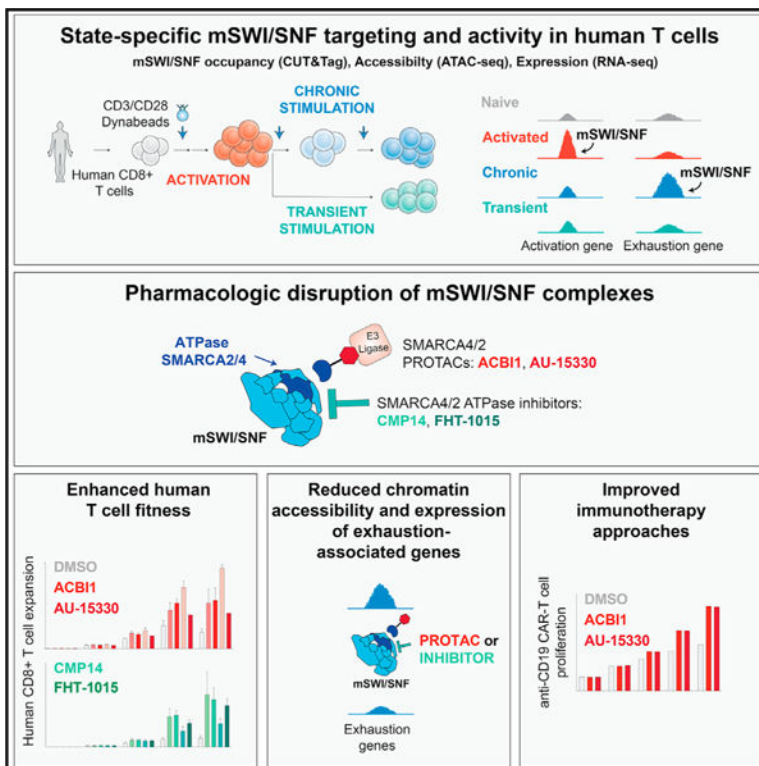 State-specific mSWI/SNF targeting and activity in human T cells
mSWI/SNF occupancy (CUT&Tag), Accessibilty (ATAC-seq), Expression (RNA-seq)
CD3/CD28
Dynabeads
Human CD8+
T cells
ACTIVATION
CHRONIC
STIMULATION
TRANSIENT
STIMULATION
Naive
Activated
mSWI/SNF
Chronic
mSWI/SNF
Transient
Activation gene
Exhaustion gene
Pharmacologic disruption of mSWI/SNF complexes
ATPase
SMARCA2/4
mSWI/SNF
E3
Ligase
SMARCA4/2
PROTACs: ACBI1, AU-15330
SMARCA4/2 ATPase inhibitors:
CMP14, FHT-1015
Enhanced human
T cell fitness
Human CD8+ T cell expansion
DMSO
ACBI1
AU-15330
CMP14
FHT-1015
Reduced chromatin
accessibility and expression
of exhaustion-
associated genes
PROTAC or
INHIBITOR
mSWI/SNF
Exhaustion
genes
Improved
immunotherapy
approaches
anti-CD19 CAR-T cell
proliferation
DMSO
ACBI1
AU-15330